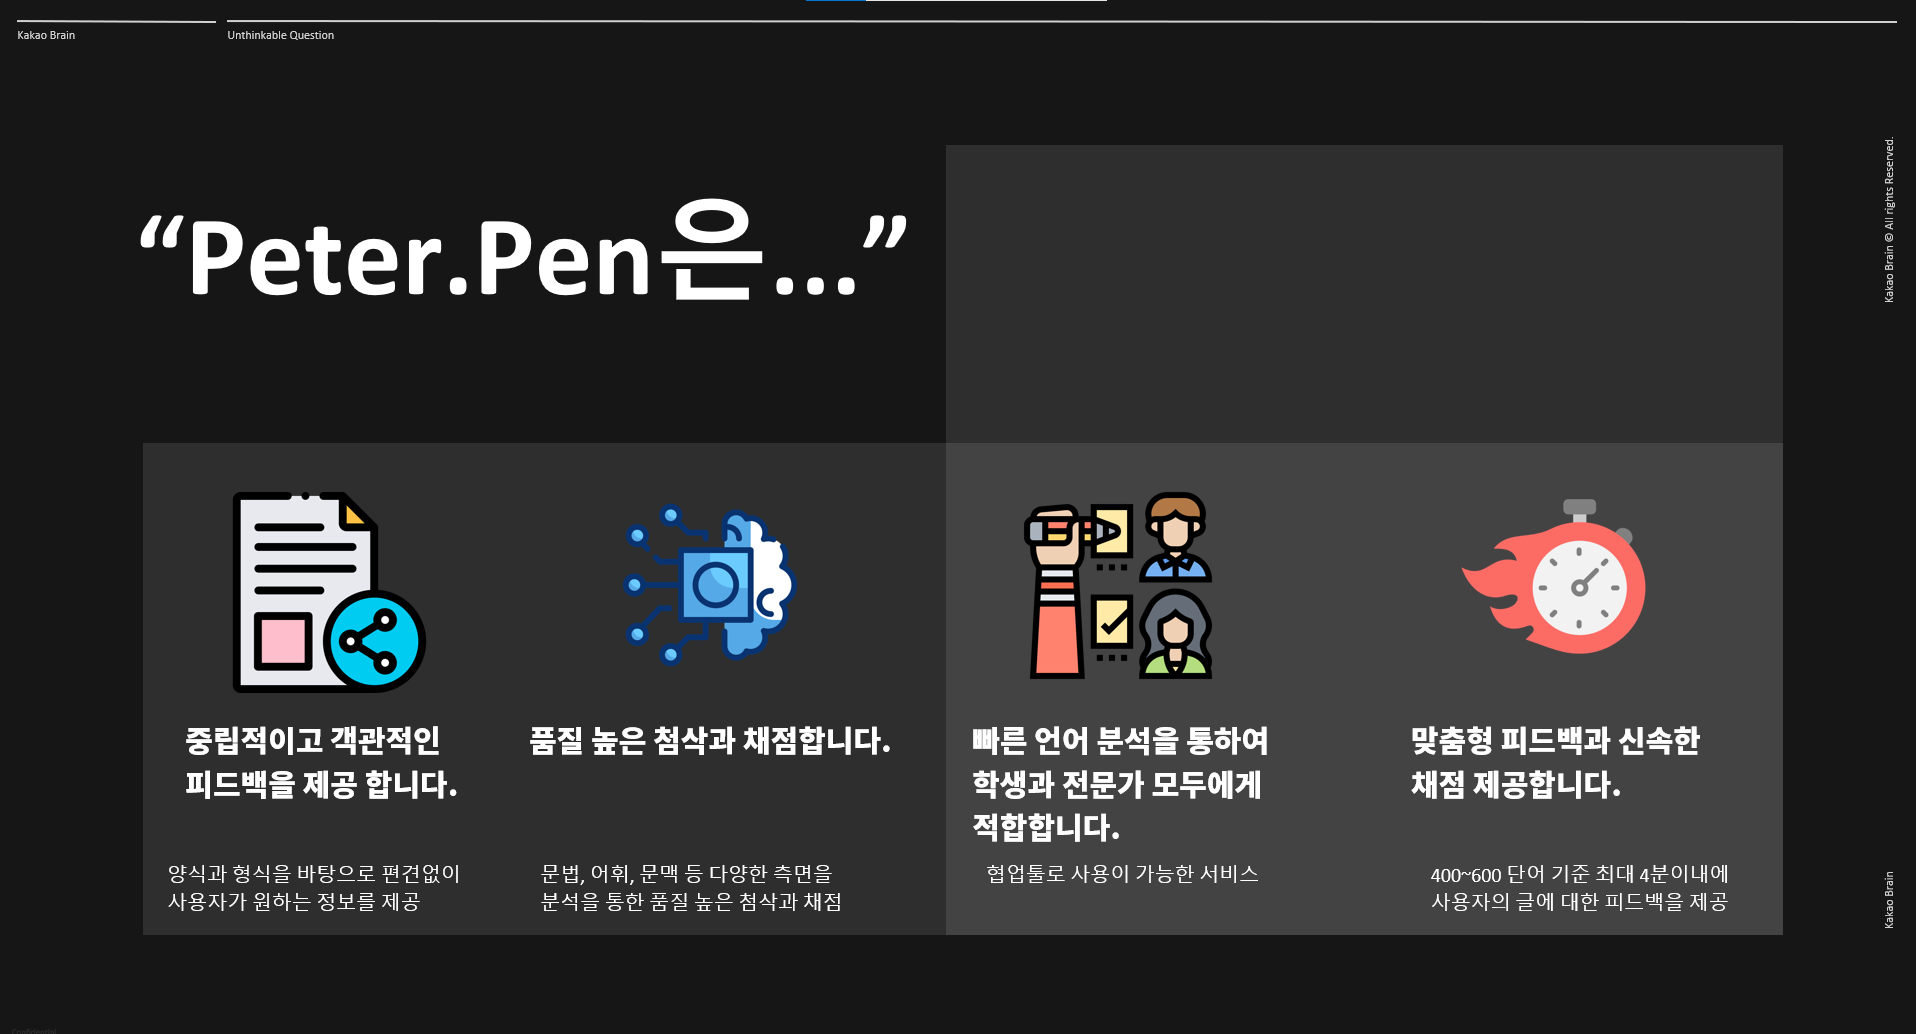 Kakao Brain
Unthinkable Question
Kakao Brain © All rights Reserved.
“Peter.Pen은...”
중립적이고 객관적인
피드백을 제공 합니다.
양식과 형식을 바탕으로 편견없이
사용자가 원하는 정보를 제공
품질 높은 첨삭과 채점합니다.
문법, 어휘, 문맥 등 다양한 측면을
분석을 통한 품질 높은 첨삭과 채점
빠른 언어 분석을 통하여
학생과 전문가 모두에게
적합합니다.
협업툴로 사용이 가능한 서비스
맞춤형 피드백과 신속한
채점 제공합니다.
400~600 단어 기준 최대 4분이내에
사용자의 글에 대한 피드백을 제공
Kakao Brain
Confidential